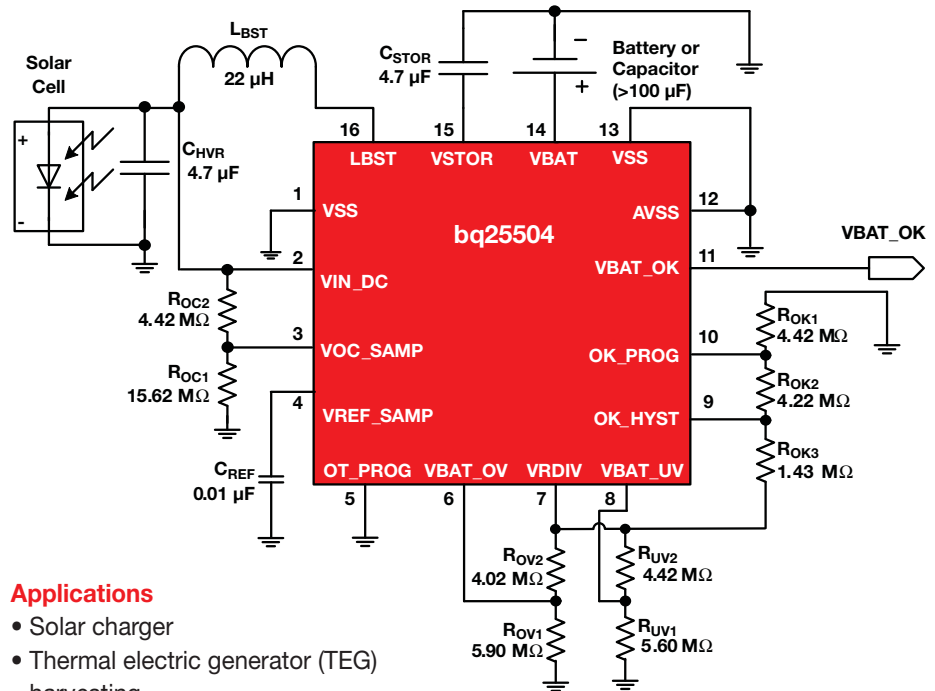 LBST
22 µH
Solar
Cell
+
-
CHVR
4.7 µF
CSTOR
4.7 µF
−
+
Battery or
Capacitor
(>100 µF)
16
15
14
13
LBST
VSTOR
VBAT
VSS
1
VSS
bq25504
AVSS
12
2
VIN_DC
VBAT_OK
11
VBAT_OK
ROC2
4.42 MΩ
3
VOC_SAMP
ROC1
15.62 MΩ
4
VREF_SAMP
CREF
0.01 µF
ROK1
4.42 MΩ
10
OK_PROG
ROK2
4.22 MΩ
9
OK_HYST
ROK3
1.43 MΩ
OT_PROG
VBAT_OV
VRDIV
VBAT_UV
5
6
7
8
ROV2
4.02 MΩ
RUV2
4.42 MΩ
ROV1
5.90 MΩ
RUV1
5.60 MΩ
Applications
• Solar charger
• Thermal electric generator (TEG)